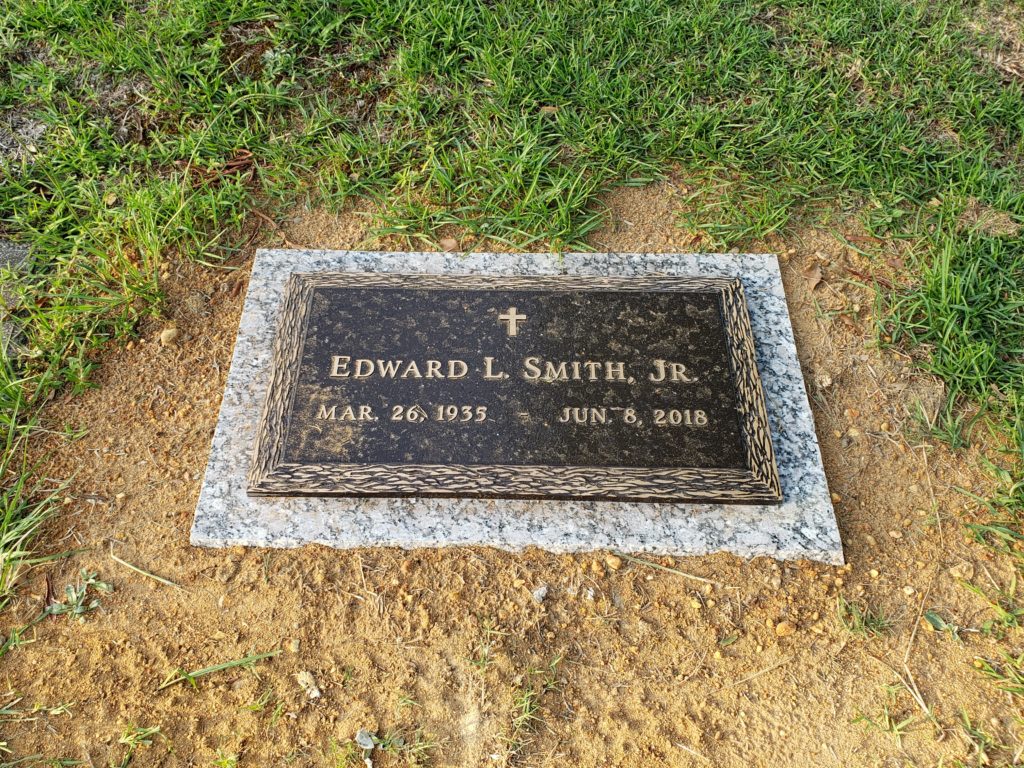 EDWARD L. SMITH, JR.
MAR. 26, 1935 - JUN. 8, 2018